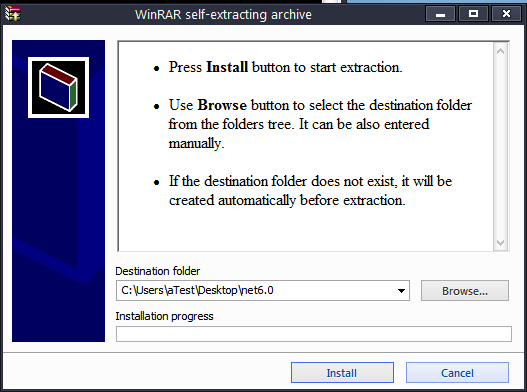 WinRAR self-extracting archive
• Press Install button to start extraction.
• Use Browse button to select the destination folder
from the folders tree. It can be also entered
manually.
• If the destination folder does not exist, it will be
created automatically before extraction.
Destination folder
C:\Users\aTest\Desktop\net6.0
Browse...
Installation progress
Install
Cancel